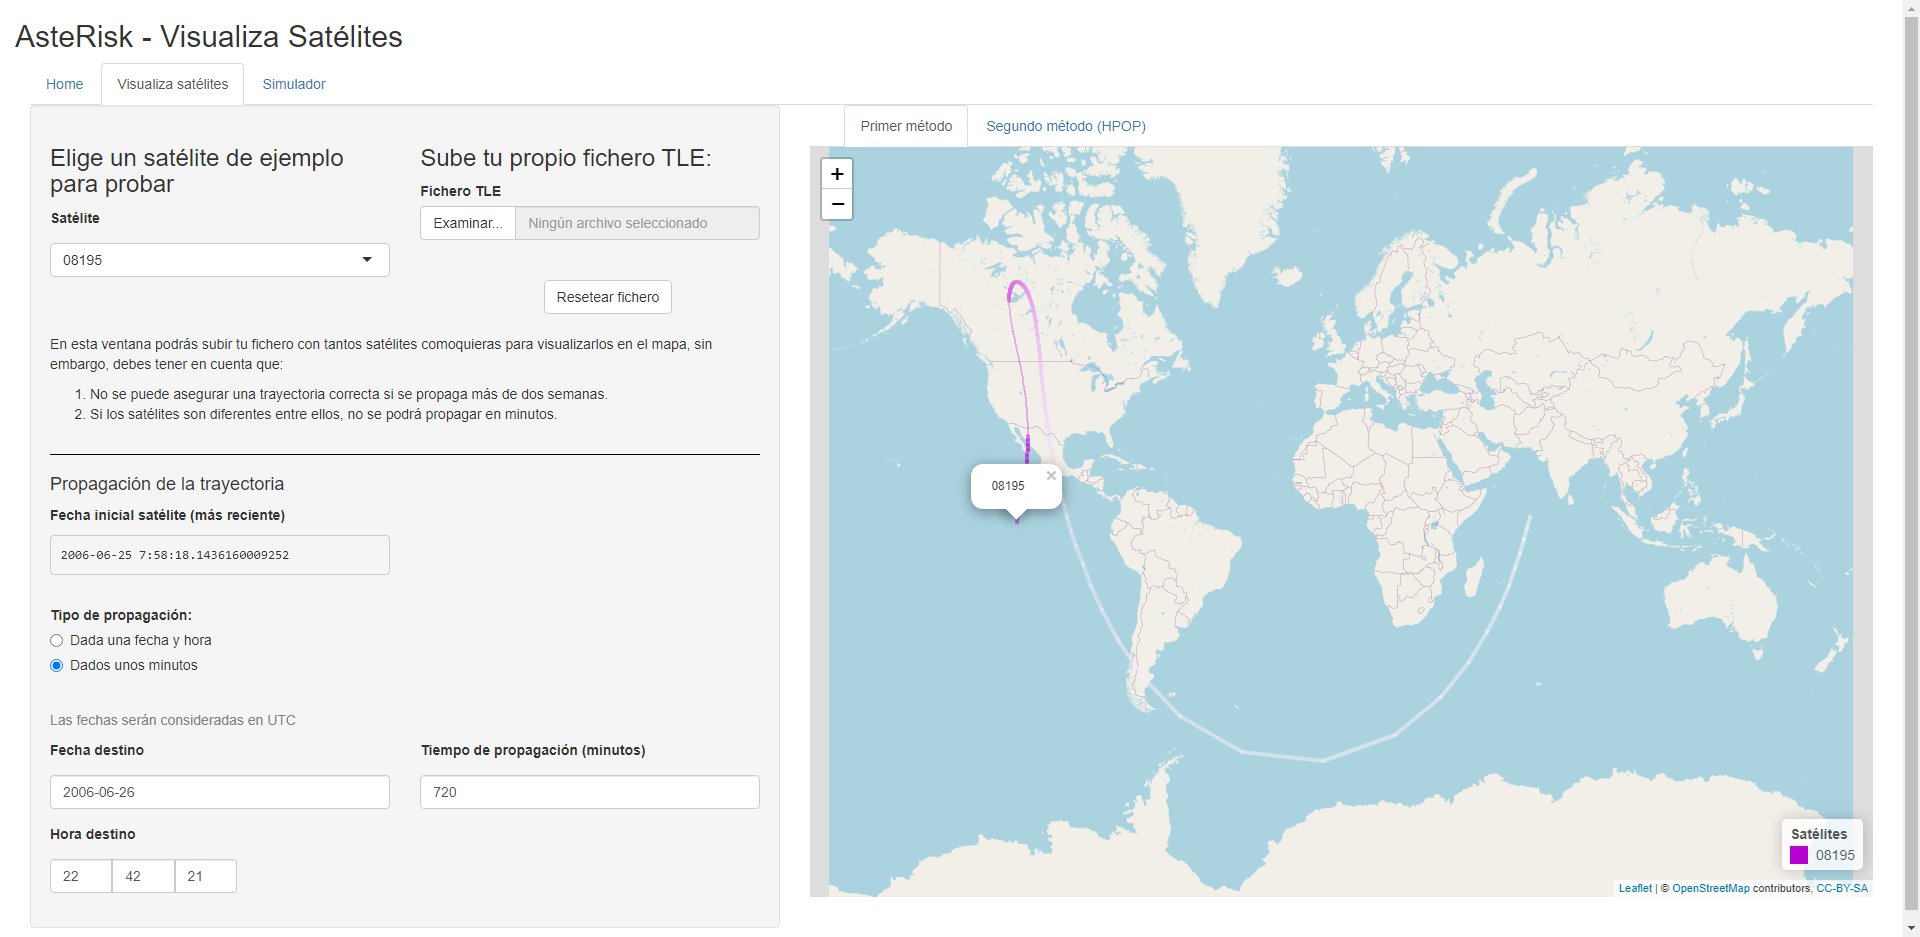 AsteRisk - Visualiza Satélites
Home
Visualiza satélites
Simulador
Elige un satélite de ejemplo
para probar
Satélite
08195
Sube tu propio fichero TLE:
Fichero TLE
Examinar...
Ningún archivo seleccionado
Resetear fichero
En esta ventana podrás subir tu fichero con tantos satélites comoquieras para visualizarlos en el mapa, sin
embargo, debes tener en cuenta que:
1. No se puede asegurar una trayectoria correcta si se propaga más de dos semanas.
2. Si los satélites son diferentes entre ellos, no se podrá propagar en minutos.
Propagación de la trayectoria
Fecha inicial satélite (más reciente)
2006-06-25 7:58:18.1436160009252
Tipo de propagación:
Dada una fecha y hora
Dados unos minutos
Las fechas serán consideradas en UTC
Fecha destino
2006-06-26
Tiempo de propagación (minutos)
720
Hora destino
22
42
21
Primer método
Segundo método (HPOP)
+
−
08195
×
Satélites
08195
Leaflet | © OpenStreetMap contributors, CC-BY-SA